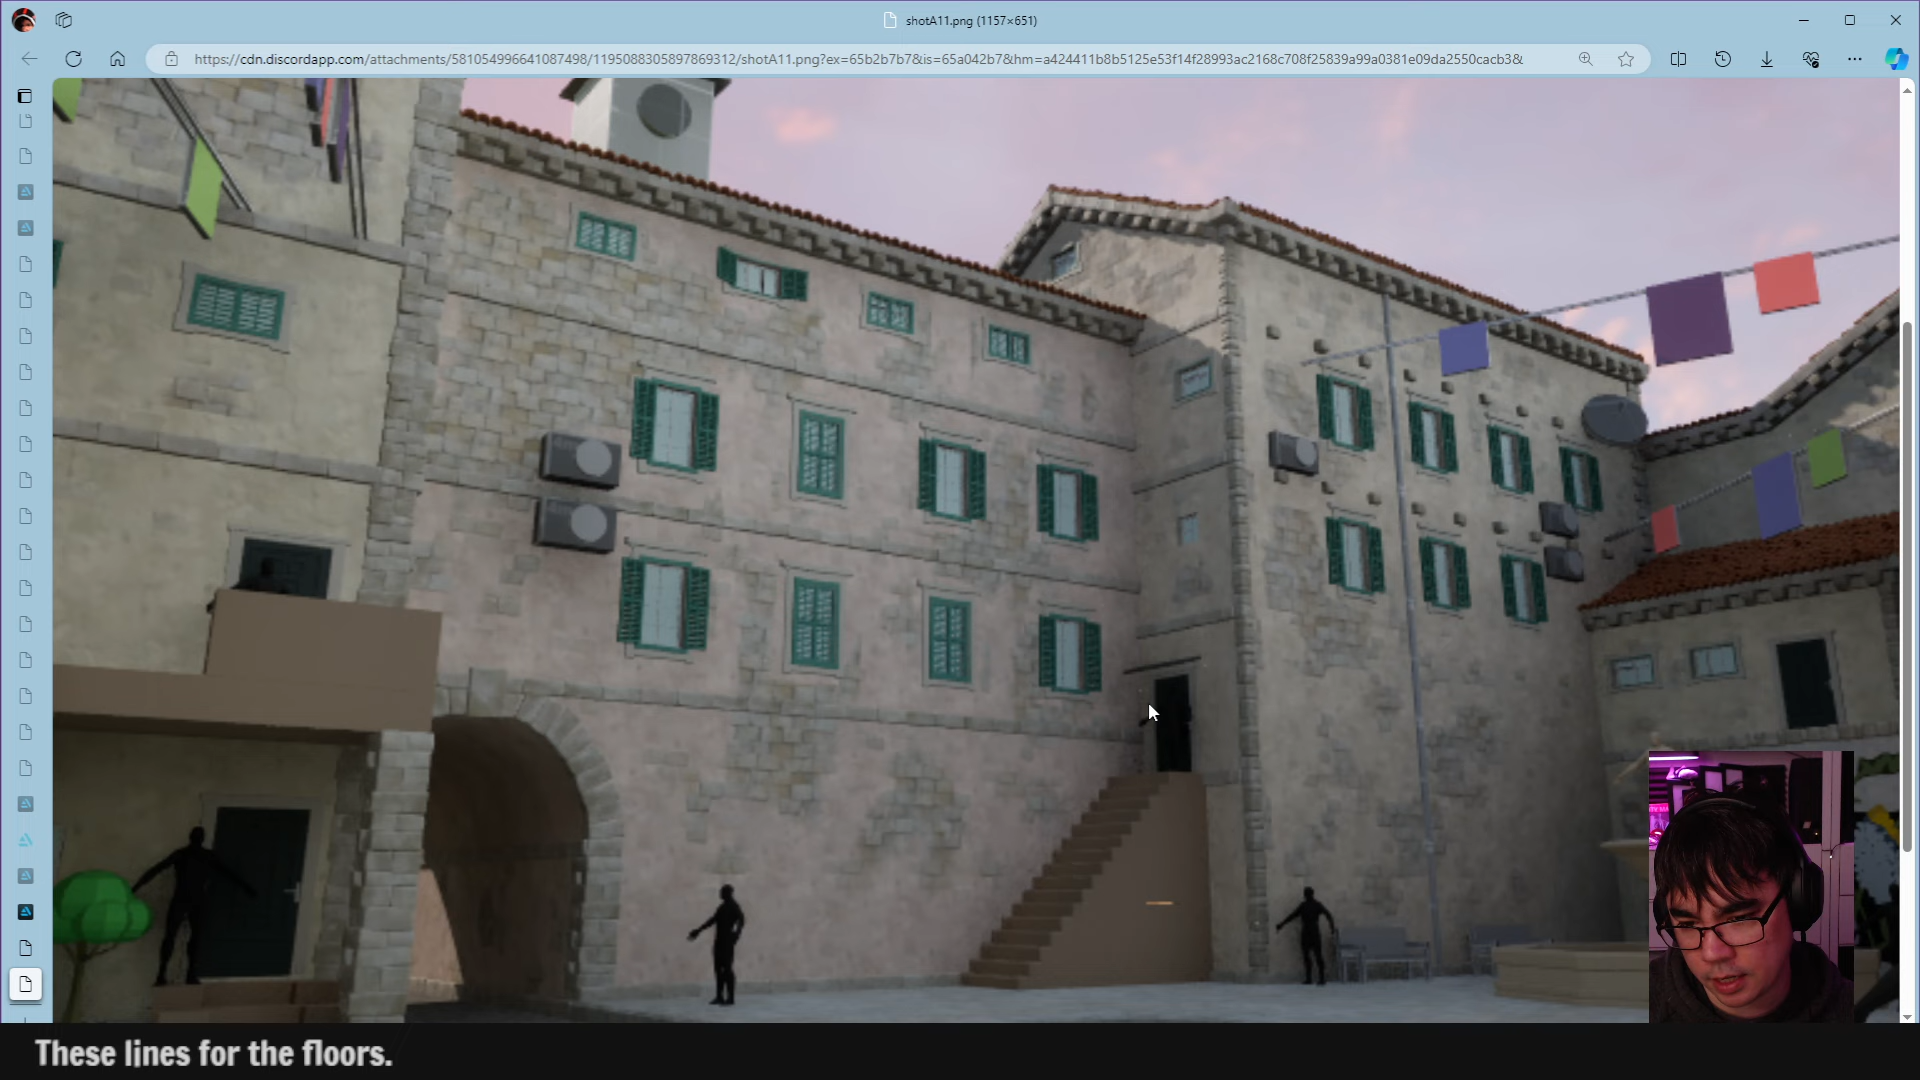 shotA11.png (1157×651)
https://cdn.discordapp.com/attachments/581054996641087498/1195088305897869312/shotA11.png?ex=65b2b7b7&is=65a042b7&hm=a424411b8b5125e53f14f28993ac2168c708f25839a99a0381e09da2550cacb3&
These lines for the floors.